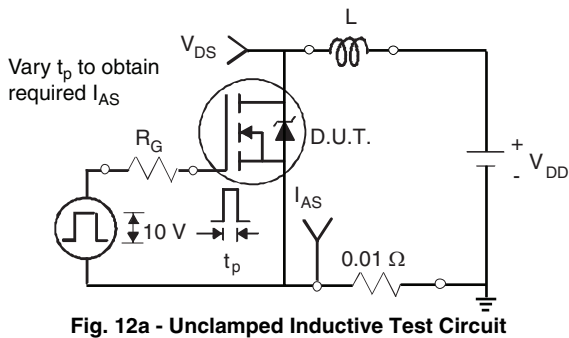 L
V_DS
Vary t_p to obtain
required I_AS
R_G
D.U.T.
+
V_DD
-
I_AS
10 V
t_p
0.01 Ω
Fig. 12a - Unclamped Inductive Test Circuit